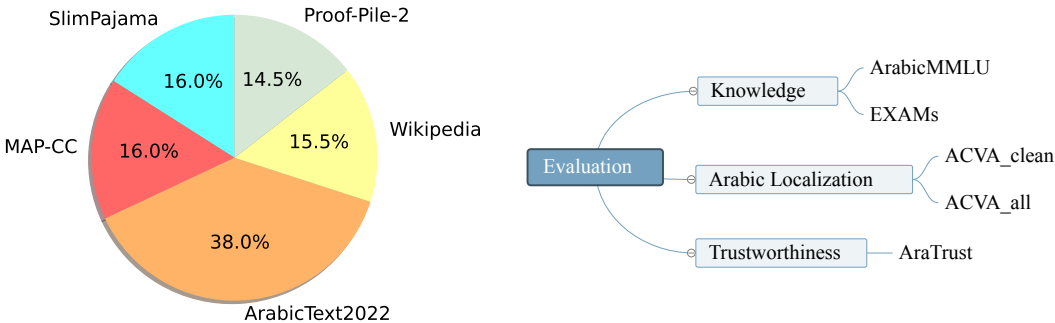 SlimPajama
Proof-Pile-2
16.0%
14.5%
Wikipedia
15.5%
MAP-CC
16.0%
38.0%
ArabicText2022
Evaluation
Knowledge
ArabicMMLU
EXAMs
Arabic Localization
ACVA_clean
ACVA_all
Trustworthiness
AraTrust